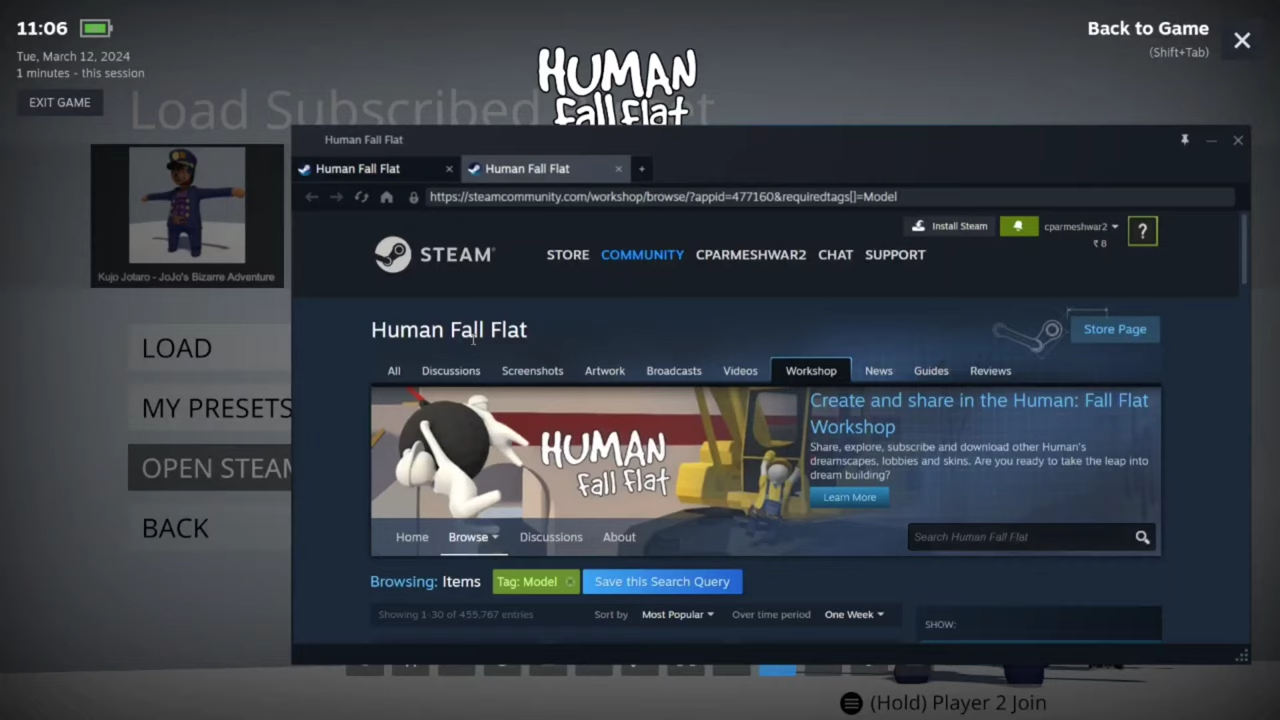 11:06
Tue, March 12, 2024
1 minutes - this session
EXIT GAME
Back to Game
(Shift+Tab)
HUMAN
fall flat
Load Subscribed
Kujo Jotaro - JoJo's Bizarre Adventure
LOAD
MY PRESETS
OPEN STEAM
BACK
Human Fall Flat
Human Fall Flat
Human Fall Flat
https://steamcommunity.com/workshop/browse/?appid=477160&requiredtags[]=Model
Install Steam
cparmeshwar2
₹ 8
?
STEAM
STORE COMMUNITY CPARMESHWAR2 CHAT SUPPORT
Human Fall Flat
Store Page
All Discussions Screenshots Artwork Broadcasts Videos Workshop News Guides Reviews
HUMAN
fall flat
Create and share in the Human: Fall Flat
Workshop
Share, explore, subscribe and download other Human's
dreamscapes, lobbies and skins. Are you ready to take the leap into
dream building?
Learn More
Home Browse Discussions About
Search Human Fall Flat
Browsing: Items Tag: Model Save this Search Query
Showing 1-30 of 455,767 entries Sort by Most Popular Over time period One Week
SHOW:
(Hold) Player 2 Join